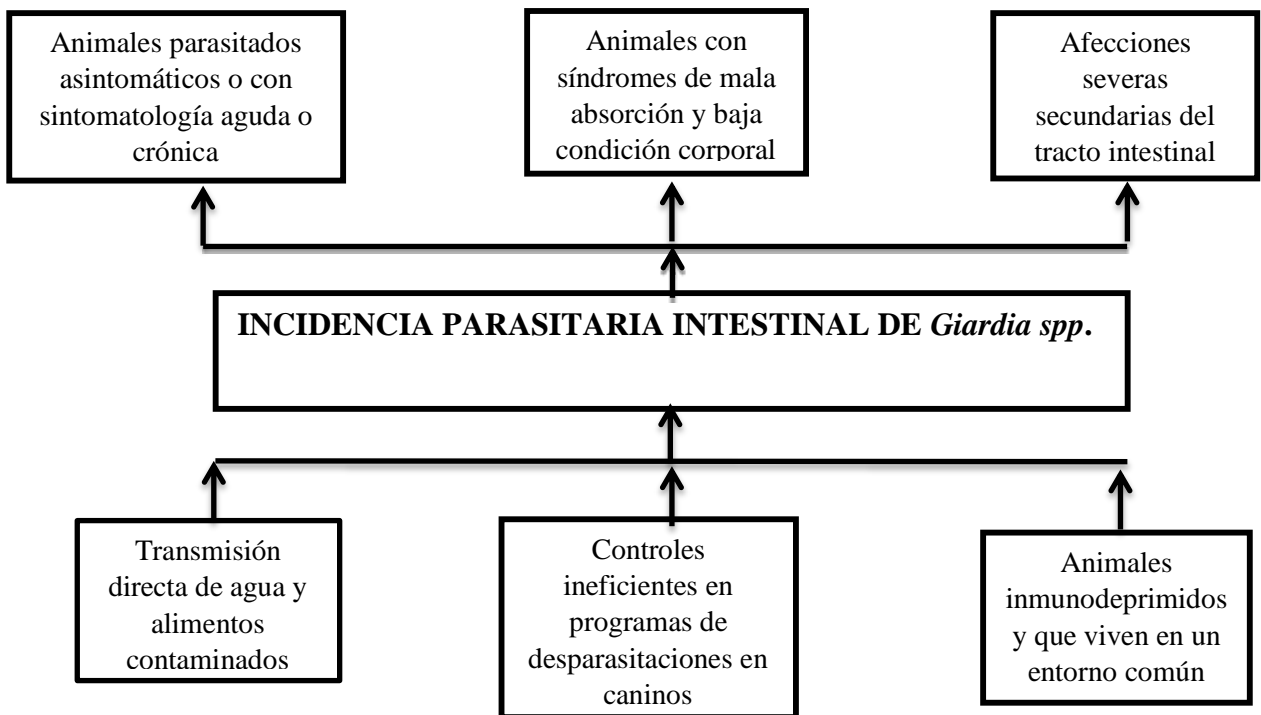 Animales parasitados
asintomáticos o con
sintomatología aguda o
crónica
Animales con
síndromes de mala
absorción y baja
condición corporal
Afecciones
severas
secundarias del
tracto intestinal
INCIDENCIA PARASITARIA INTESTINAL DE Giardia spp.
Transmisión
directa de agua y
alimentos
contaminados
Controles
ineficientes en
programas de
desparasitaciones en
caninos
Animales
inmunodeprimidos
y que viven en un
entorno común